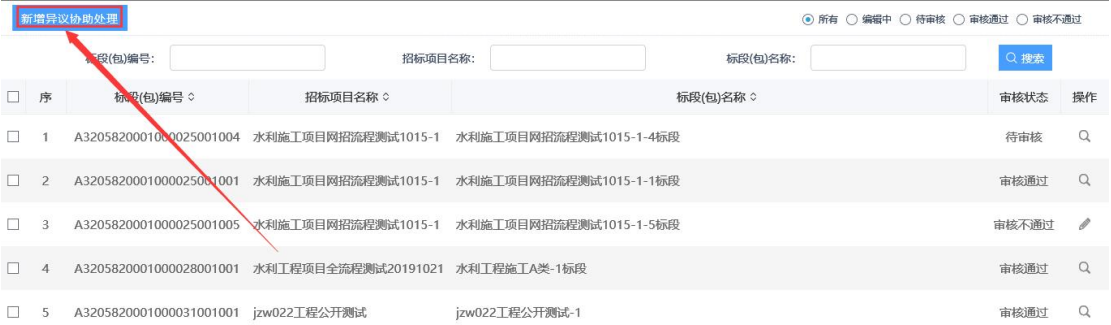 新增异议协助处理 所有 编辑中 待审核 审核通过 审核不通过
标段(包)编号： 招标项目名称： 标段(包)名称： 搜索
序 标段(包)编号 招标项目名称 标段(包)名称 审核状态 操作
1 A3205820001000025001004 水利施工项目网招流程测试1015-1 水利施工项目网招流程测试1015-1-4标段 待审核
2 A3205820001000025001001 水利施工项目网招流程测试1015-1 水利施工项目网招流程测试1015-1-1标段 审核通过
3 A3205820001000025001005 水利施工项目网招流程测试1015-1 水利施工项目网招流程测试1015-1-5标段 审核不通过
4 A3205820001000028001001 水利工程项目全流程测试20191021 水利工程施工A类-1标段 审核通过
5 A3205820001000031001001 jzw022工程公开测试 jzw022工程公开测试-1 审核通过